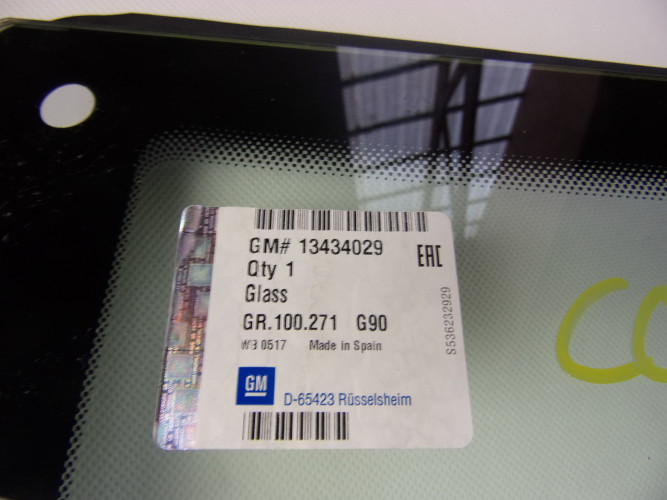 GM# 13434029
EAC
Qty 1
Glass
GR.100.271 G90
W3 0517 Made in Spain
S536232929
GM
D-65423 Rüsselsheim